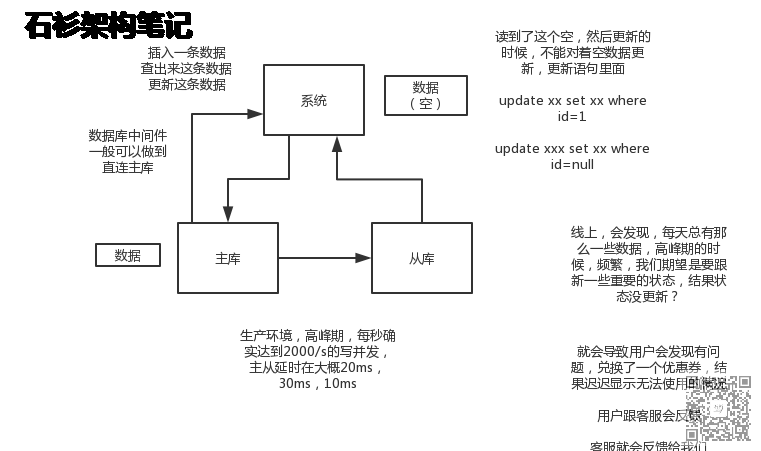 石杉架构笔记
插入一条数据
查出来这条数据
更新这条数据
系统
数据
（空）
读到了这个空，然后更新的
时候，不能对着空数据更
新，更新语句里面
update xx set xx where
id=1
update xxx set xx where
id=null
数据库中间件
一般可以做到
直连主库
数据
主库
从库
线上，会发现，每天总有那
么一些数据，高峰期的时
候，频繁，我们期望是要跟
新一些重要的状态，结果状
态没更新？
生产环境，高峰期，每秒确
实达到2000/s的写并发，
主从延时在大概20ms，
30ms，10ms
就会导致用户会发现有问
题，兑换了一个优惠券，结
果迟迟显示无法使用的情况
用户跟客服会反馈
客服就会反馈给我们